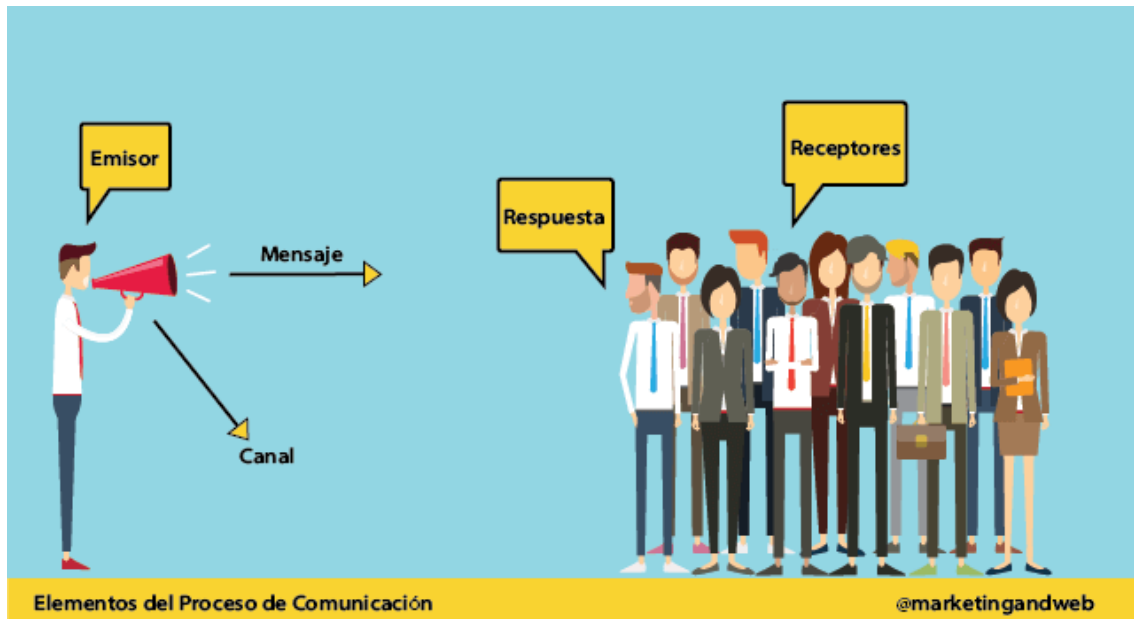 Emisor
Receptores
Respuesta
Mensaje
Canal
Elementos del Proceso de Comunicación
@marketingandweb